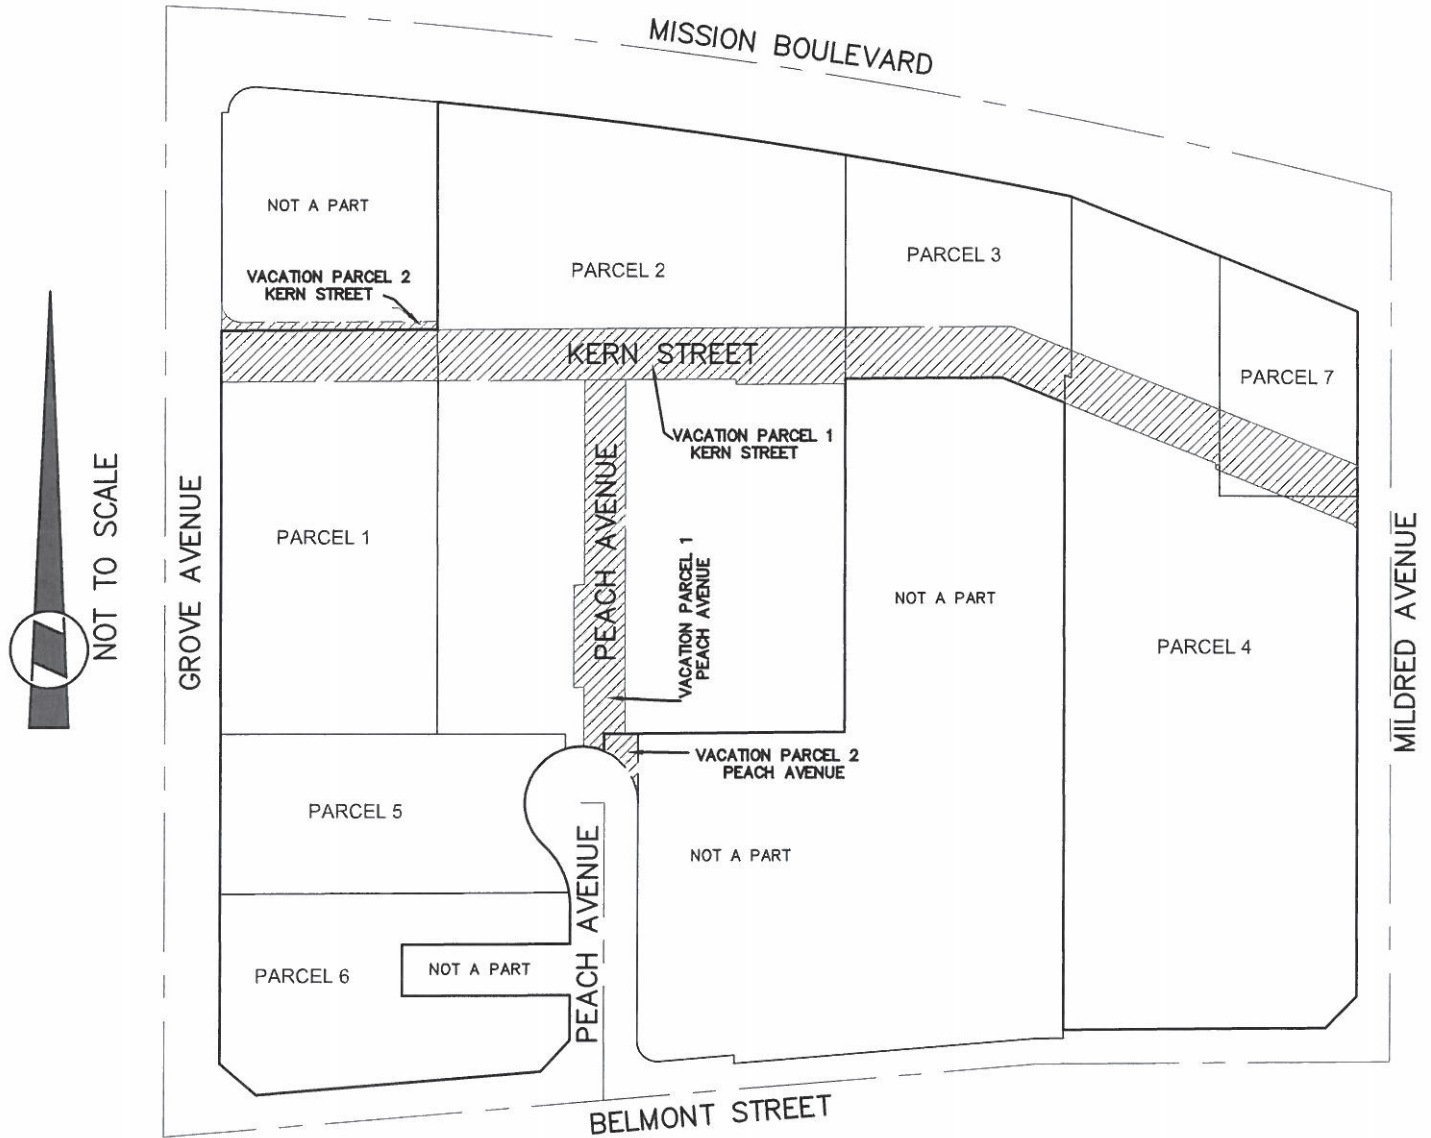 MISSION BOULEVARD
NOT A PART
VACATION PARCEL 2
KERN STREET
PARCEL 2
PARCEL 3
KERN STREET
PARCEL 7
VACATION PARCEL 1
KERN STREET
NOT TO SCALE
GROVE AVENUE
PARCEL 1
PEACH AVENUE
VACATION PARCEL 1
PEACH AVENUE
NOT A PART
PARCEL 4
MILDRED AVENUE
VACATION PARCEL 2
PEACH AVENUE
PARCEL 5
NOT A PART
PEACH AVENUE
PARCEL 6
NOT A PART
BELMONT STREET